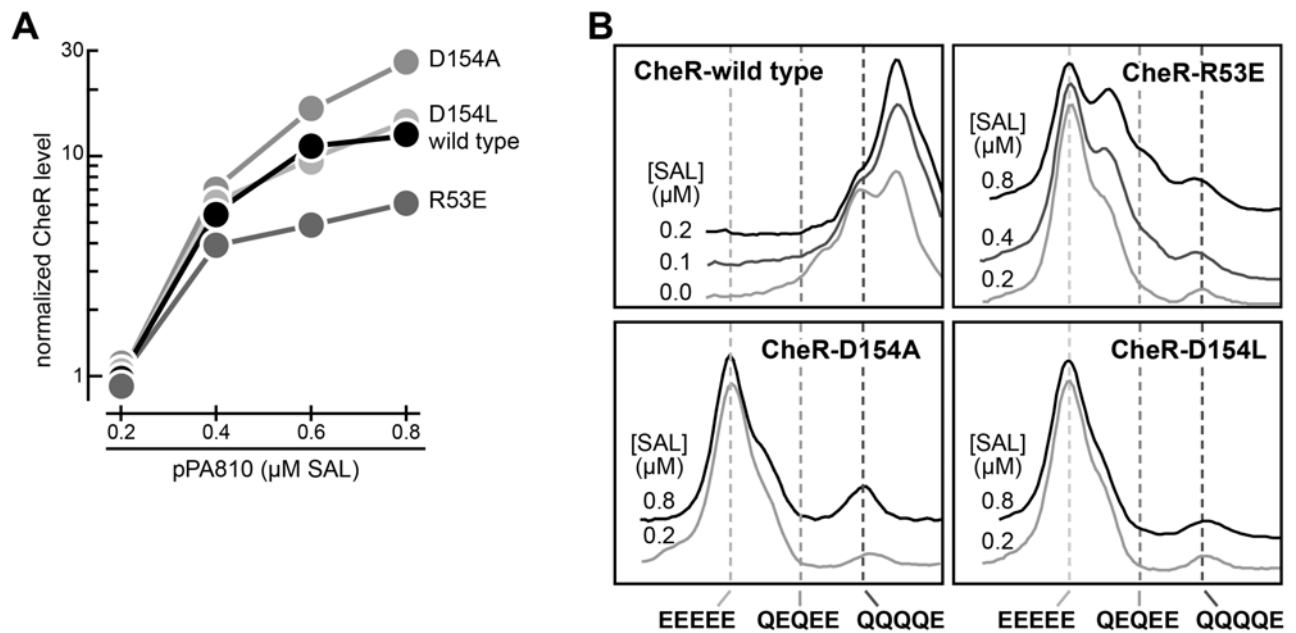 A
normalized CheR level
30
10
1
D154A
D154L
wild type
R53E
0.2 0.4 0.6 0.8
pPA810 (µM SAL)
B
CheR-wild type
[SAL]
(µM)
0.2
0.1
0.0
CheR-R53E
[SAL]
(µM)
0.8
0.4
0.2
CheR-D154A
[SAL]
(µM)
0.8
0.2
CheR-D154L
[SAL]
(µM)
0.8
0.2
EEEEE QEQEE QQQQE
EEEEE QEQEE QQQQE